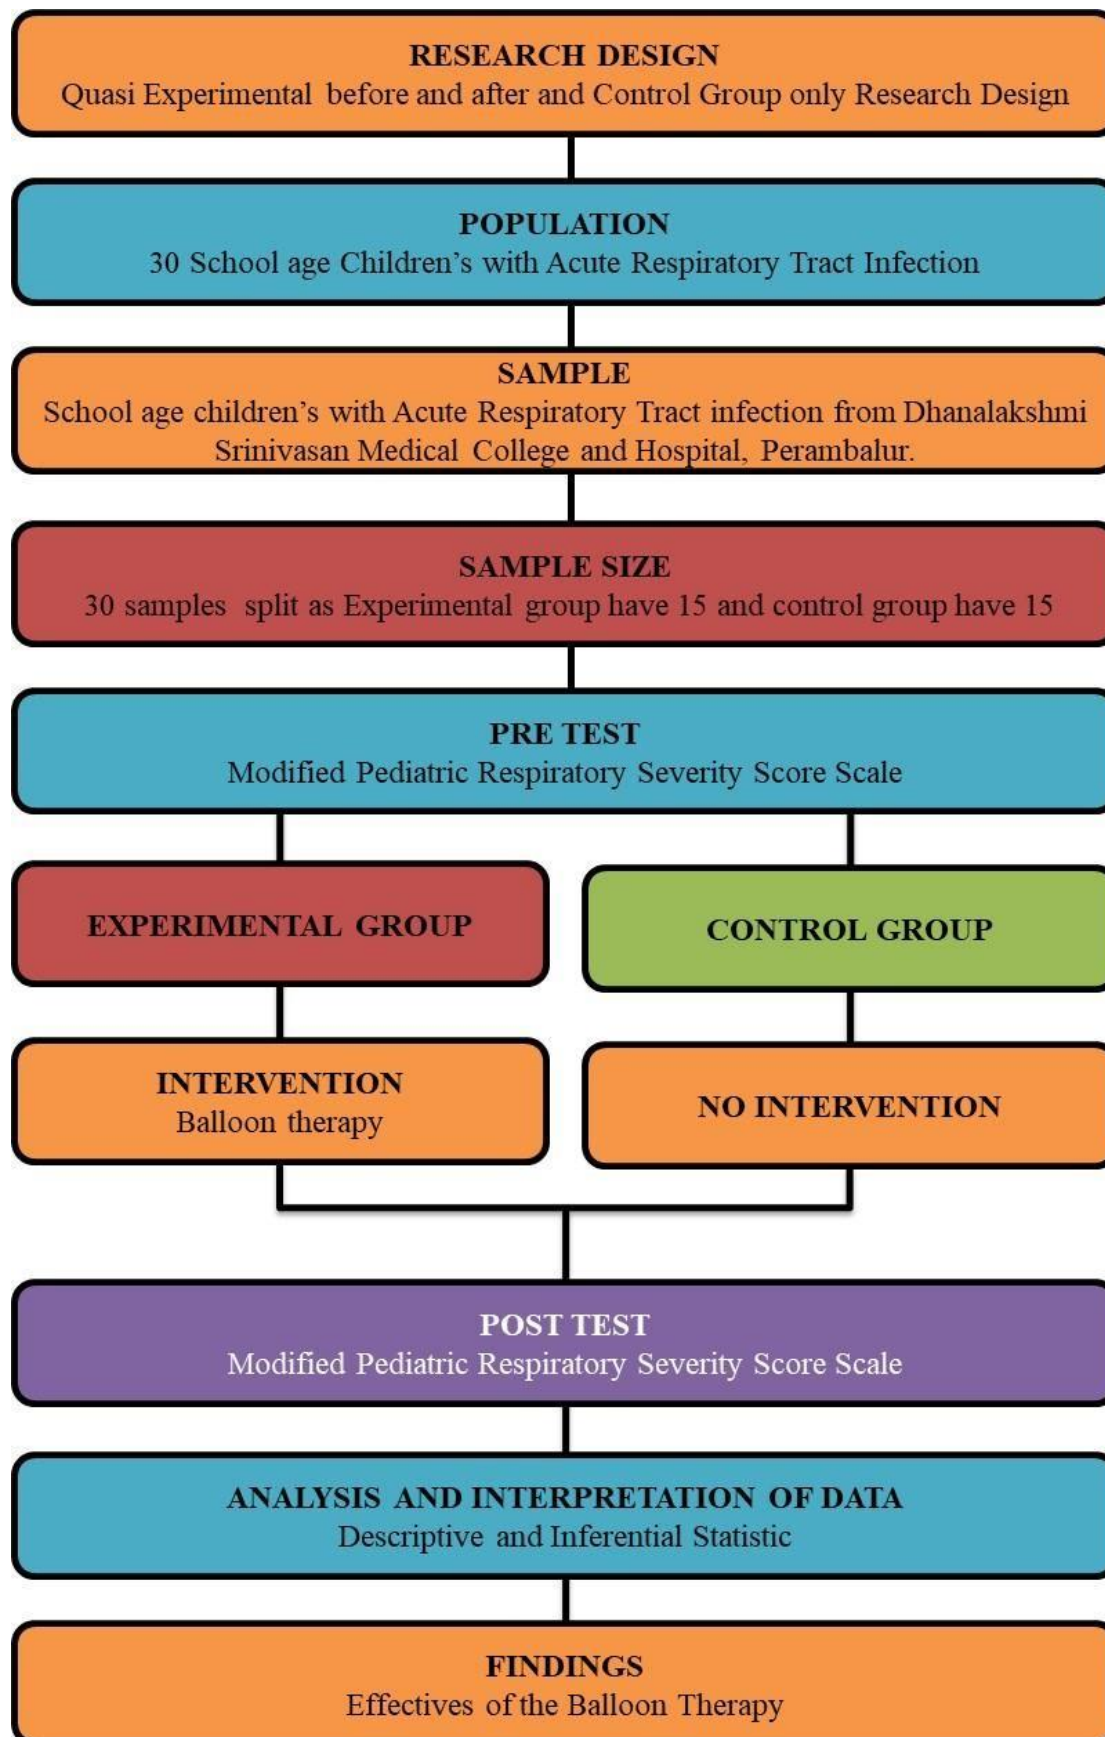 RESEARCH DESIGN
Quasi Experimental before and after and Control Group only Research Design
POPULATION
30 School age Children's with Acute Respiratory Tract Infection
SAMPLE
School age children's with Acute Respiratory Tract infection from Dhanalakshmi
Srinivasan Medical College and Hospital, Perambalur.
SAMPLE SIZE
30 samples split as Experimental group have 15 and control group have 15
PRE TEST
Modified Pediatric Respiratory Severity Score Scale
EXPERIMENTAL GROUP
CONTROL GROUP
INTERVENTION
Balloon therapy
NO INTERVENTION
POST TEST
Modified Pediatric Respiratory Severity Score Scale
ANALYSIS AND INTERPRETATION OF DATA
Descriptive and Inferential Statistic
FINDINGS
Effectives of the Balloon Therapy